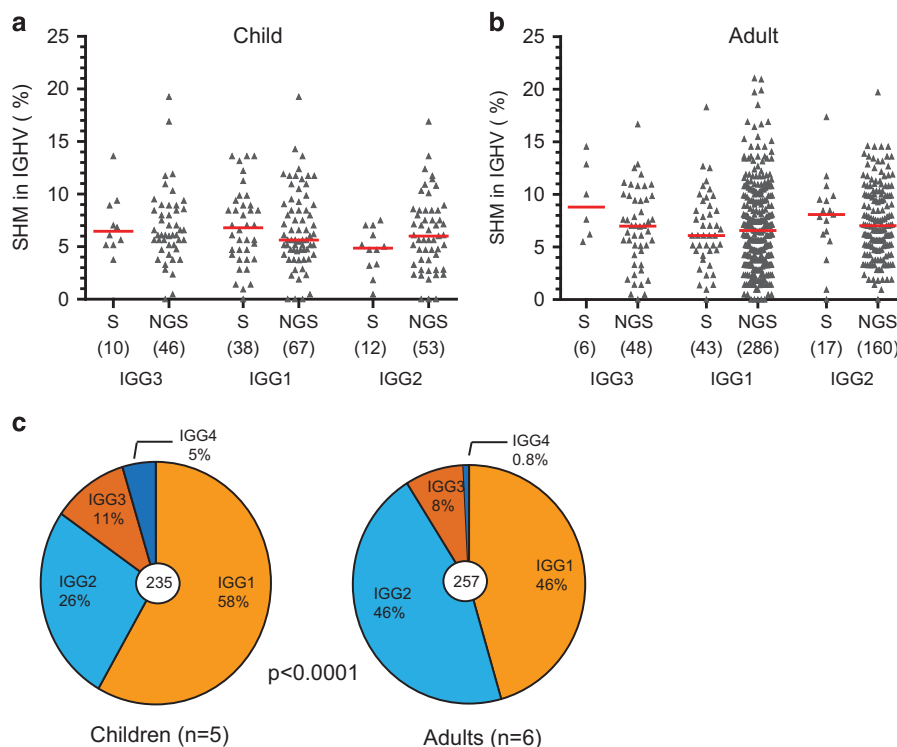 a
Child
SHM in IGHV ( %)
25
20
15
10
5
0
S NGS S NGS S NGS
(10) (46) (38) (67) (12) (53)
IGG3 IGG1 IGG2
b
Adult
SHM in IGHV ( %)
25
20
15
10
5
0
S NGS S NGS S NGS
(6) (48) (43) (286) (17) (160)
IGG3 IGG1 IGG2
c
IGG4
5%
IGG3
11%
IGG2
26%
235
IGG1
58%
Children (n=5)
p<0.0001
IGG4
0.8%
IGG3
8%
IGG2
46%
257
IGG1
46%
Adults (n=6)